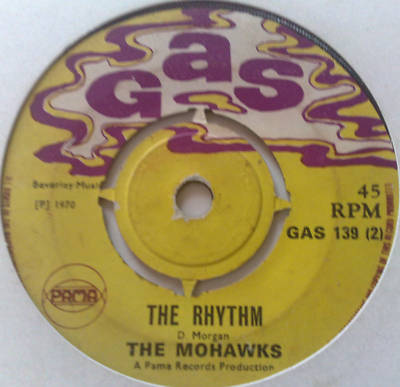 Gas
Beverley Music
[P] 1970
45
RPM
GAS 139 (2)
PAMA
THE RHYTHM
D. Morgan
THE MOHAWKS
A Pama Records Production